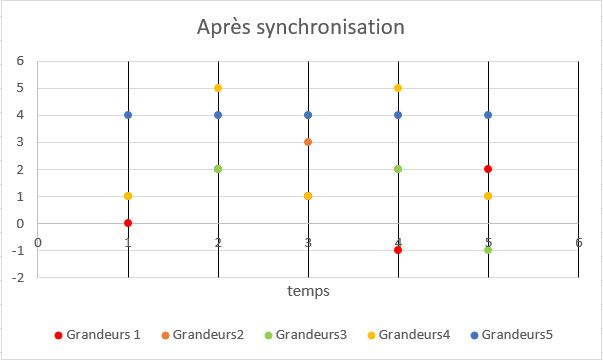 Après synchronisation
6
5
4
3
2
1
0
0 1 2 3 4 5 6
-1
-2
temps
Grandeurs 1 Grandeurs2 Grandeurs3 Grandeurs4 Grandeurs5